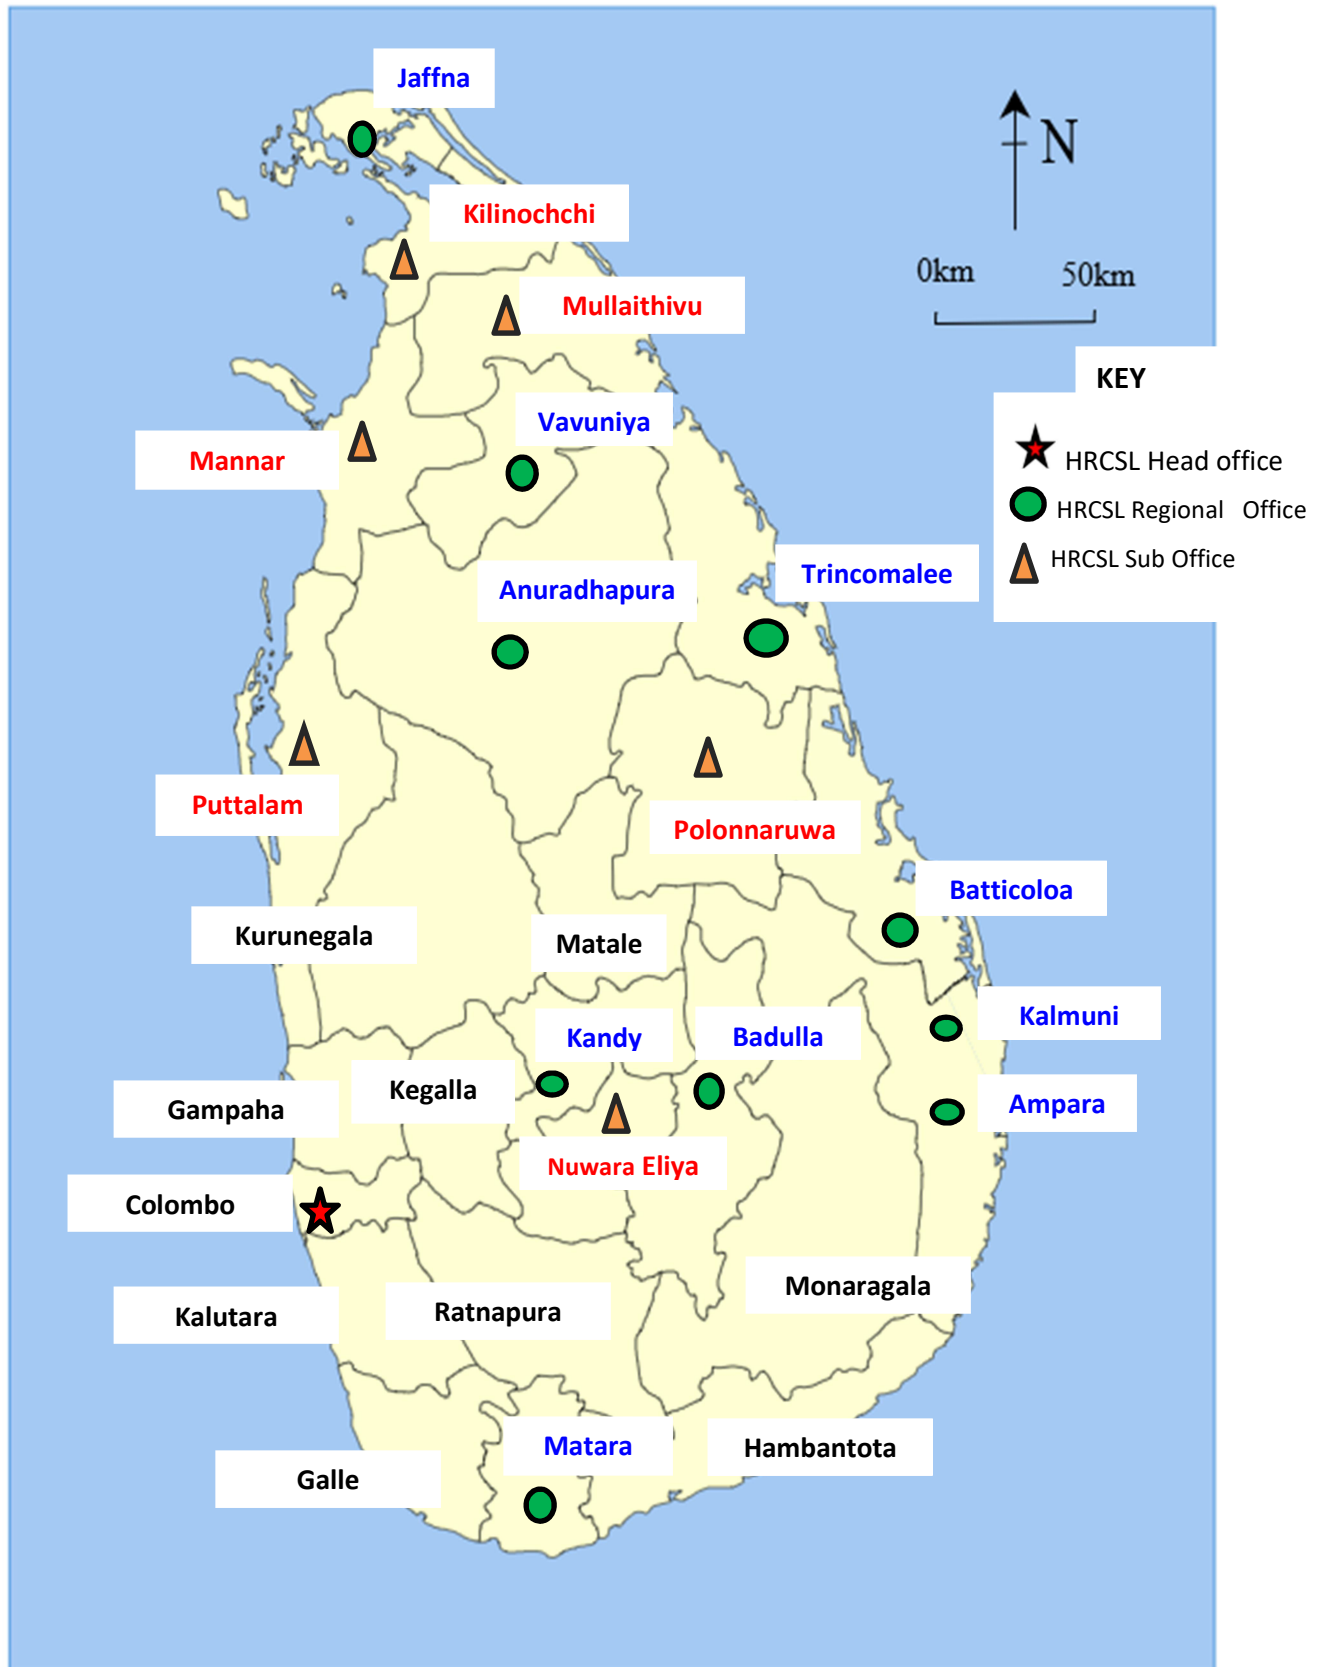 Jaffna
N
Kilinochchi
0km 50km
Mullaithivu
KEY
Vavuniya
HRCSL Head office
Mannar
HRCSL Regional Office
HRCSL Sub Office
Anuradhapura
Trincomalee
Puttalam
Polonnaruwa
Batticoloa
Kurunegala
Matale
Kalmuni
Kandy
Badulla
Kegalla
Gampaha
Ampara
Nuwara Eliya
Colombo
Monaragala
Ratnapura
Kalutara
Matara
Hambantota
Galle